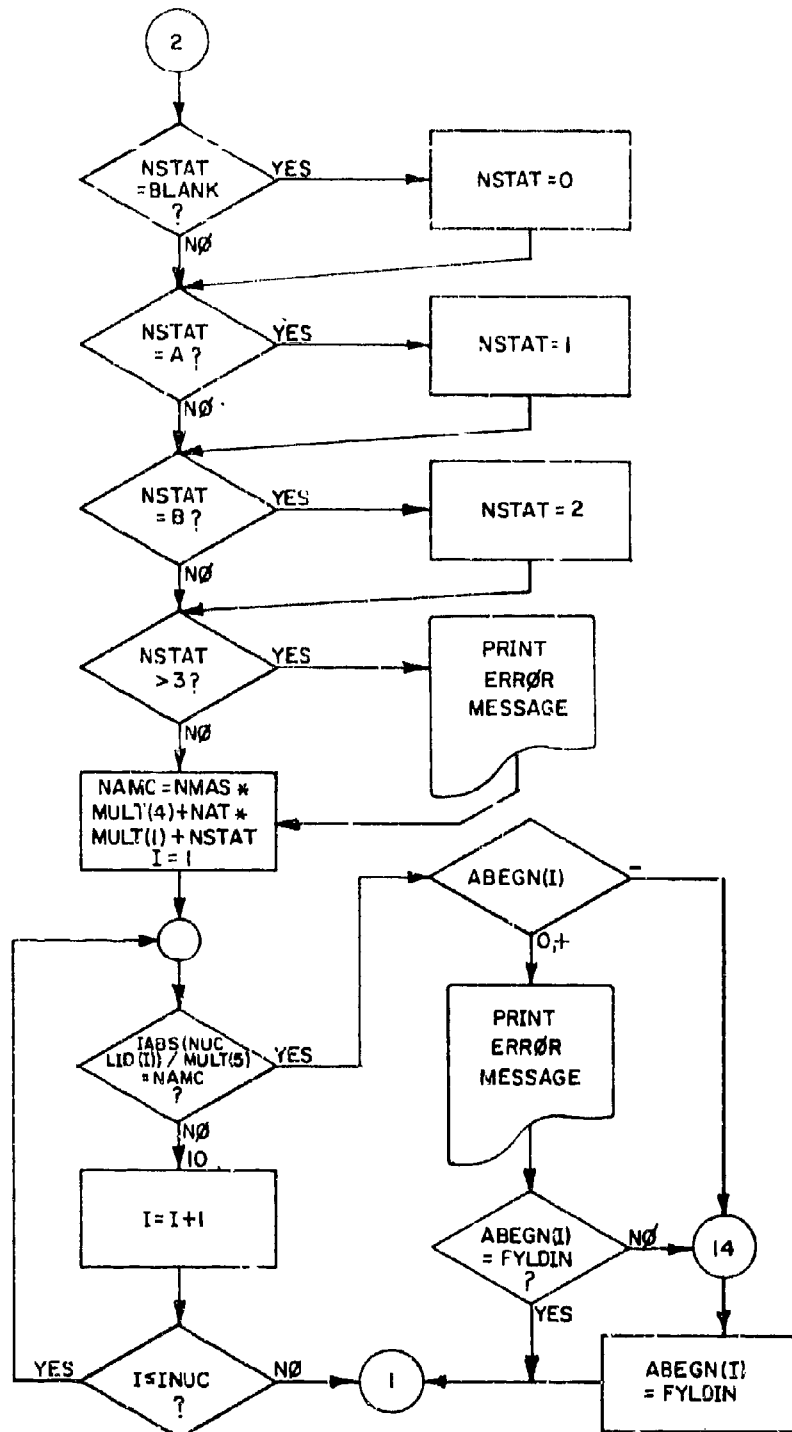 2
NSTAT
=BLANK
?
YES
NSTAT=0
NØ
NSTAT
=A?
YES
NSTAT=1
NØ
NSTAT
=B?
YES
NSTAT=2
NØ
NSTAT
>3?
YES
PRINT
ERRØR
MESSAGE
NØ
NAMC=NMAS*
MULT(4)+NAT*
MULT(1)+NSTAT
I=1
ABEGN(I)
-
0,+
IABS(NUC
LID(I))/MULT(5)
=NAMC
?
YES
PRINT
ERRØR
MESSAGE
NØ
10
I=I+1
ABEGN(I)
=FYLDIN
?
NØ
14
YES
I≤INUC
?
YES
NØ
1
ABEGN(I)
=FYLDIN